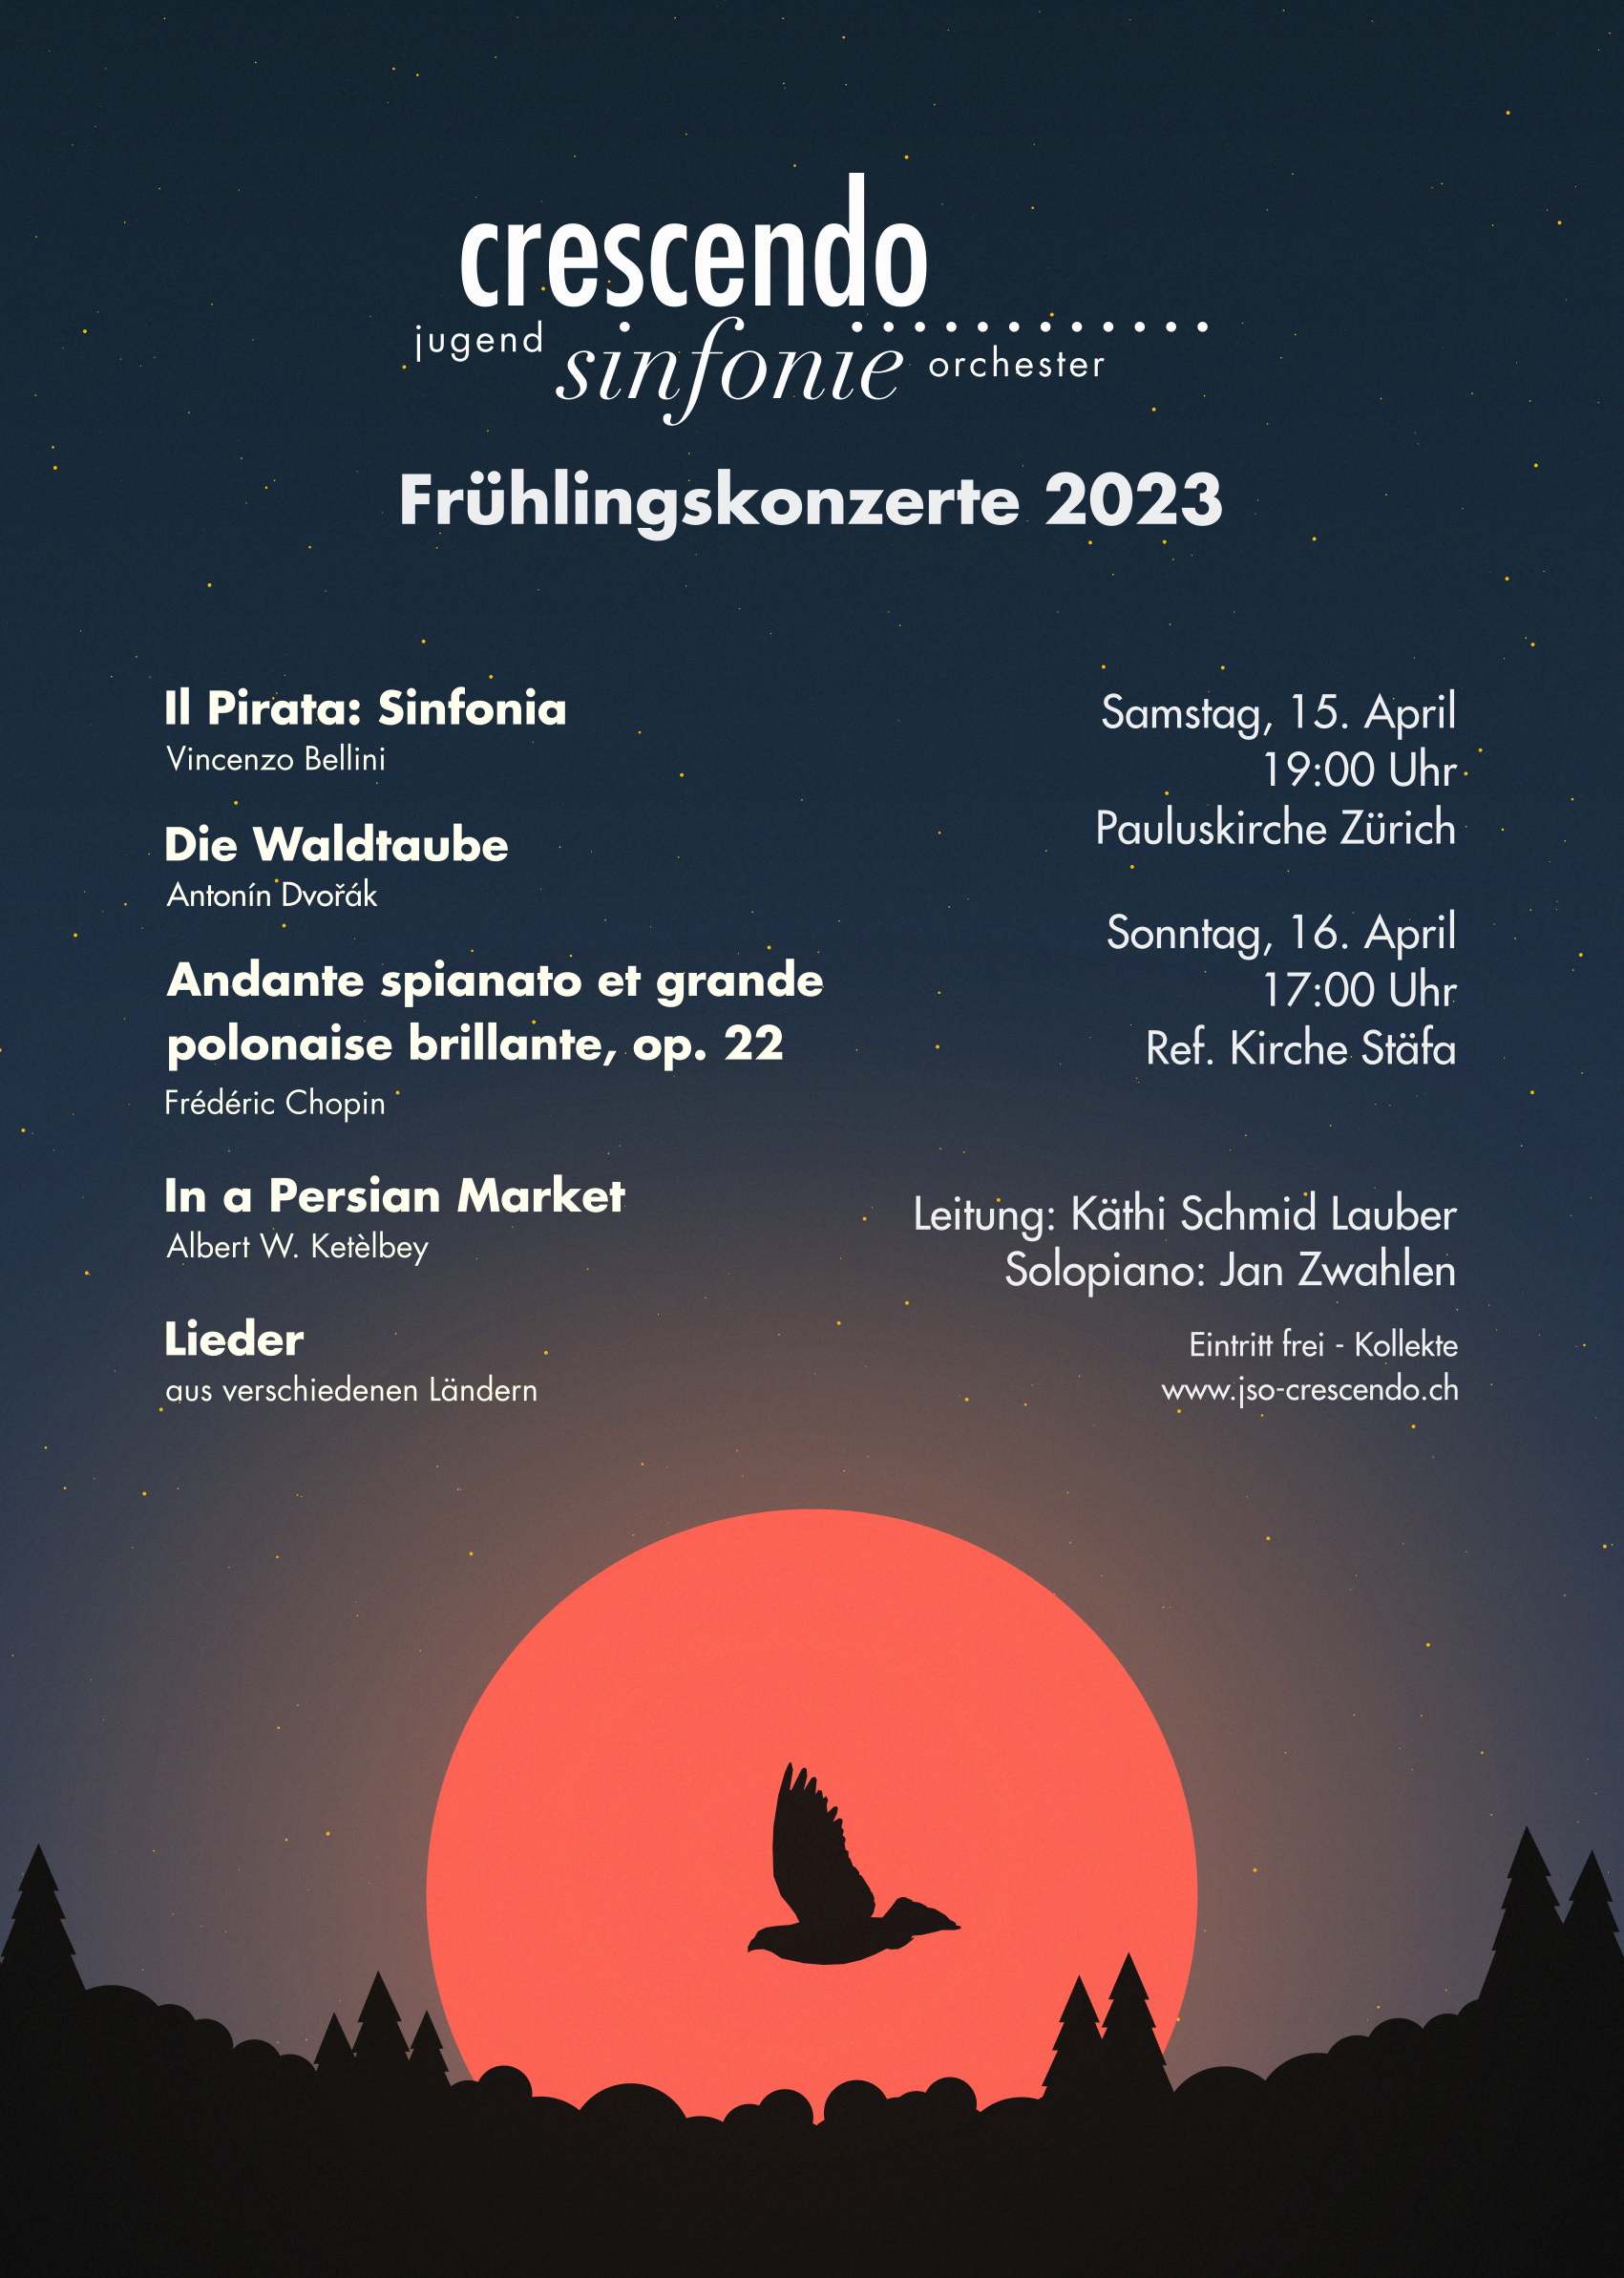 crescendo
jugend sinfonie orchester
Frühlingskonzerte 2023
Il Pirata: Sinfonia
Vincenzo Bellini
Die Waldtaube
Antonín Dvořák
Andante spianato et grande
polonaise brillante, op. 22
Frédéric Chopin
In a Persian Market
Albert W. Ketèlbey
Lieder
aus verschiedenen Ländern
Samstag, 15. April
19:00 Uhr
Pauluskirche Zürich
Sonntag, 16. April
17:00 Uhr
Ref. Kirche Stäfa
Leitung: Käthi Schmid Lauber
Solopiano: Jan Zwahlen
Eintritt frei - Kollekte
www.jso-crescendo.ch